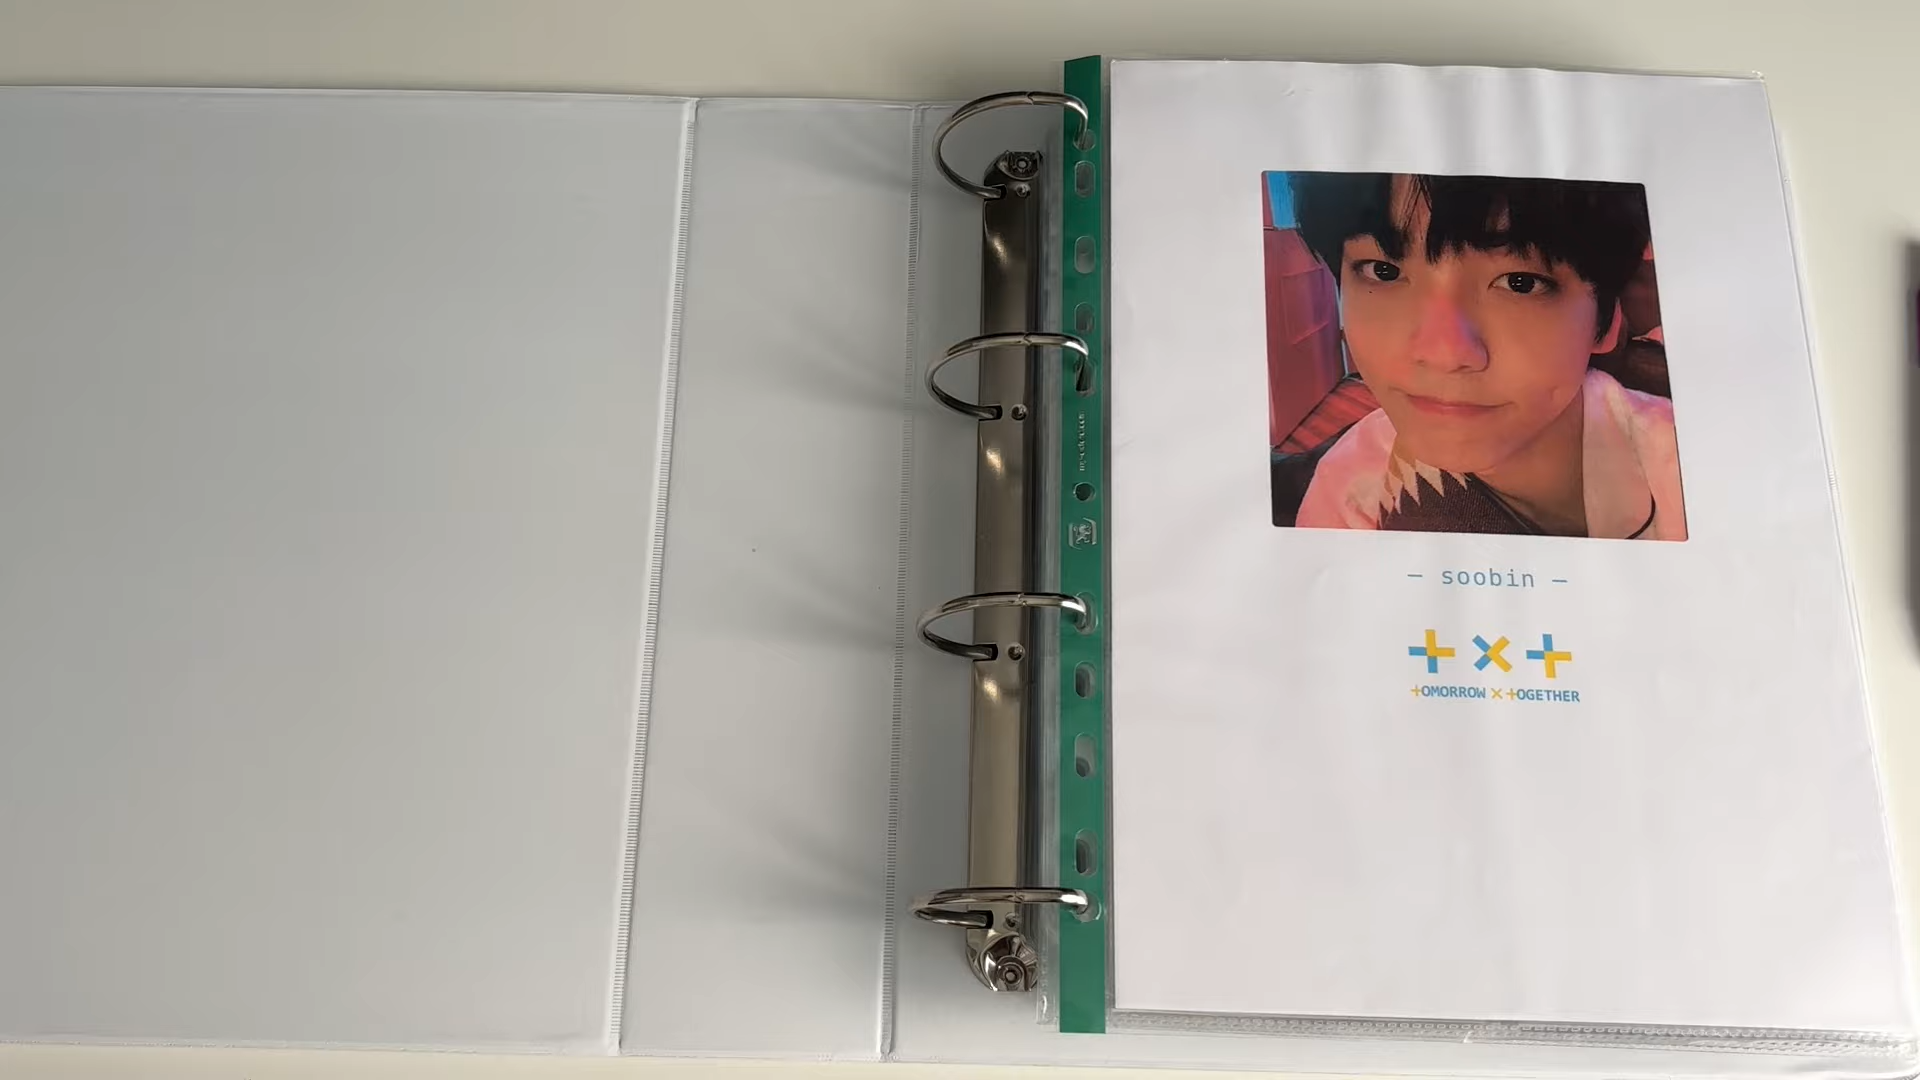 — soobin —
+×+
+OMORROW × +OGETHER